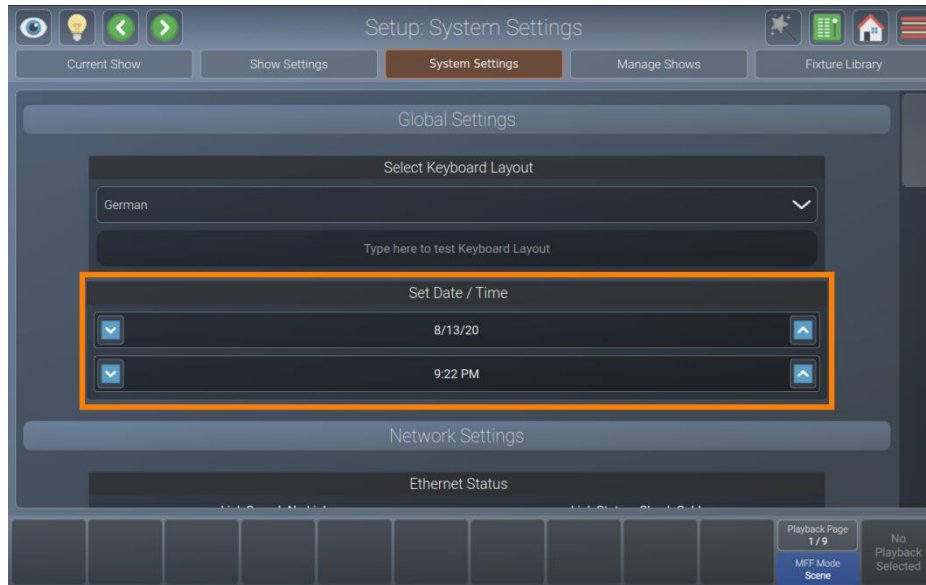 Setup: System Settings
Current Show
Show Settings
System Settings
Manage Shows
Fixture Library
Global Settings
Select Keyboard Layout
German
Type here to test Keyboard Layout
Set Date / Time
8/13/20
9:22 PM
Network Settings
Ethernet Status
Playback Page
1 / 9
MFF Mode
Scene
No
Playback
Selected